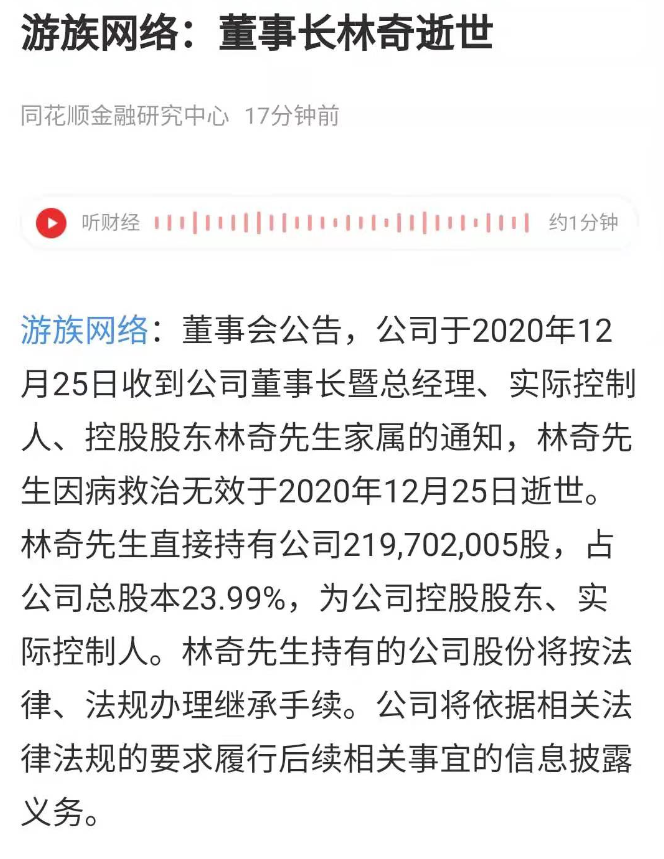 游族网络：董事长林奇逝世
同花顺金融研究中心 17分钟前
听财经 约1分钟
游族网络：董事会公告，公司于2020年12
月25日收到公司董事长暨总经理、实际控制
人、控股股东林奇先生家属的通知，林奇先
生因病救治无效于2020年12月25日逝世。
林奇先生直接持有公司219,702,005股，占
公司总股本23.99%，为公司控股股东、实
际控制人。林奇先生持有的公司股份将按法
律、法规办理继承手续。公司将依据相关法
律法规的要求履行后续相关事宜的信息披露
义务。